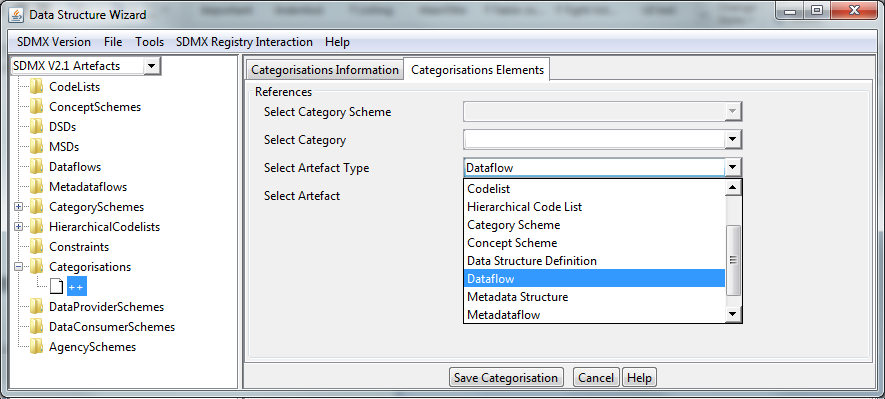 Data Structure Wizard
SDMX Version File Tools SDMX Registry Interaction Help
SDMX V2.1 Artefacts
CodeLists
ConceptSchemes
DSDs
MSDs
Dataflows
Metadataflows
CategorySchemes
HierarchicalCodelists
Constraints
Categorisations
++
DataProviderSchemes
DataConsumerSchemes
AgencySchemes
Categorisations Information Categorisations Elements
References
Select Category Scheme
Select Category
Select Artefact Type Dataflow
Select Artefact
Codelist
Hierarchical Code List
Category Scheme
Concept Scheme
Data Structure Definition
Dataflow
Metadata Structure
Metadataflow
Save Categorisation Cancel Help